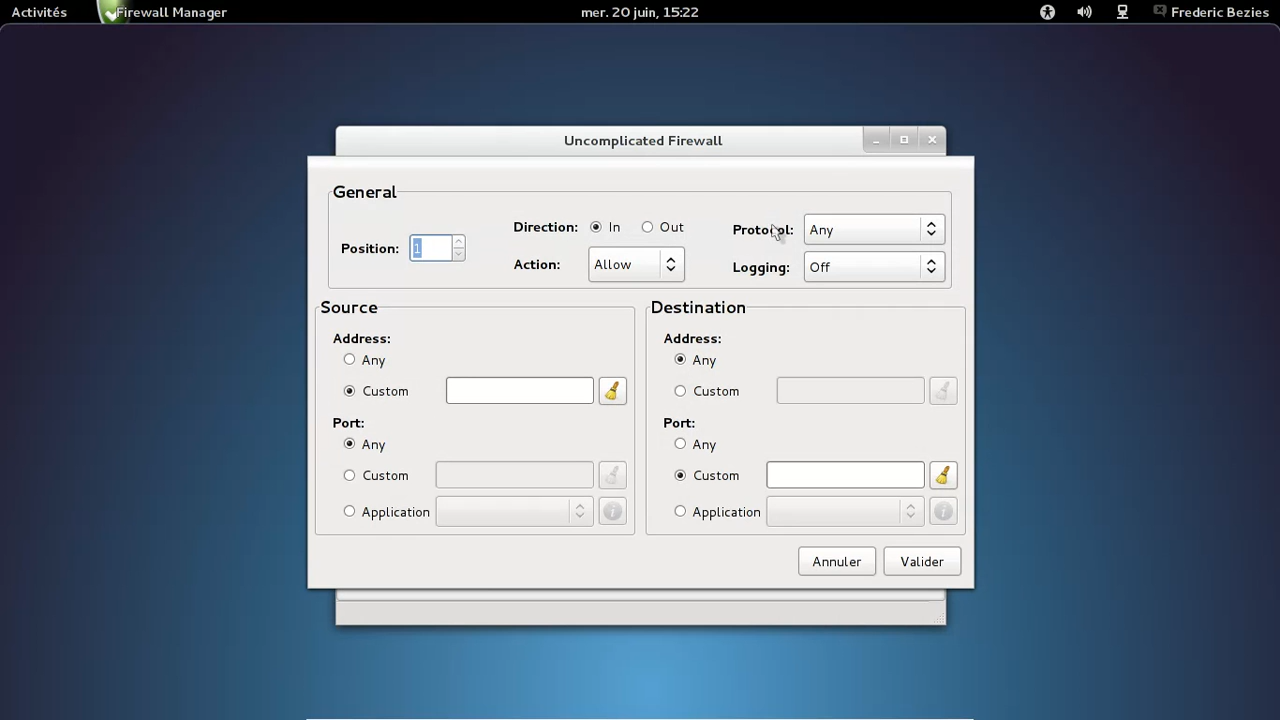 Activités Firewall Manager mer. 20 juin, 15:22 Frederic Bezies
Uncomplicated Firewall
General
Position: 1
Direction: In Out
Action: Allow
Protocol: Any
Logging: Off
Source
Address:
Any
Custom
Port:
Any
Custom
Application
Destination
Address:
Any
Custom
Port:
Any
Custom
Application
Annuler Valider